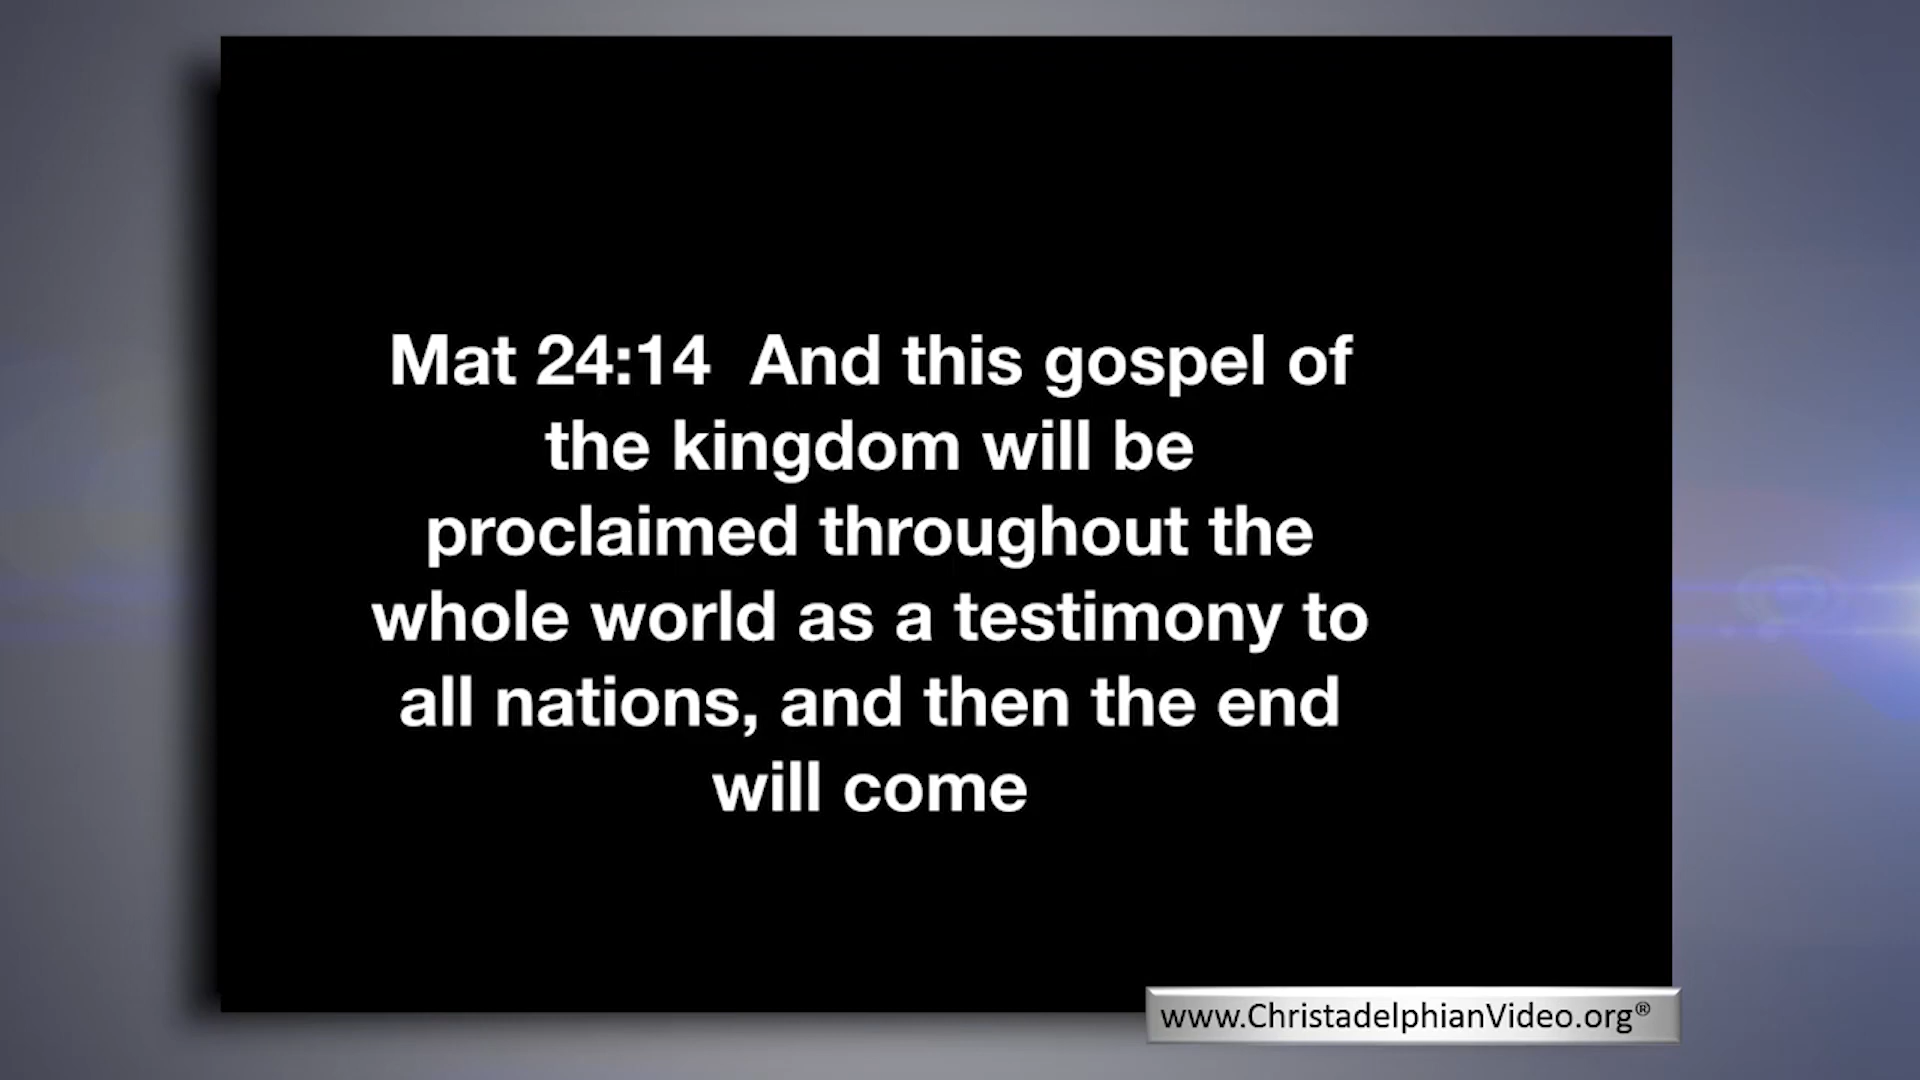 Mat 24:14  And this gospel of
the kingdom will be
proclaimed throughout the
whole world as a testimony to
all nations, and then the end
will come
www.ChristadelphianVideo.org®